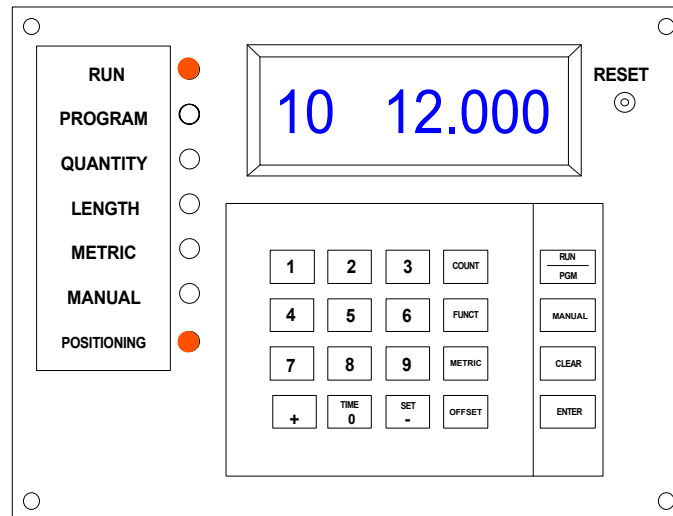 RUN
PROGRAM
QUANTITY
LENGTH
METRIC
MANUAL
POSITIONING
10 12.000
RESET
1 2 3 COUNT
4 5 6 FUNCT
7 8 9 METRIC
+ TIME 0 SET - OFFSET
RUN
PGM
MANUAL
CLEAR
ENTER